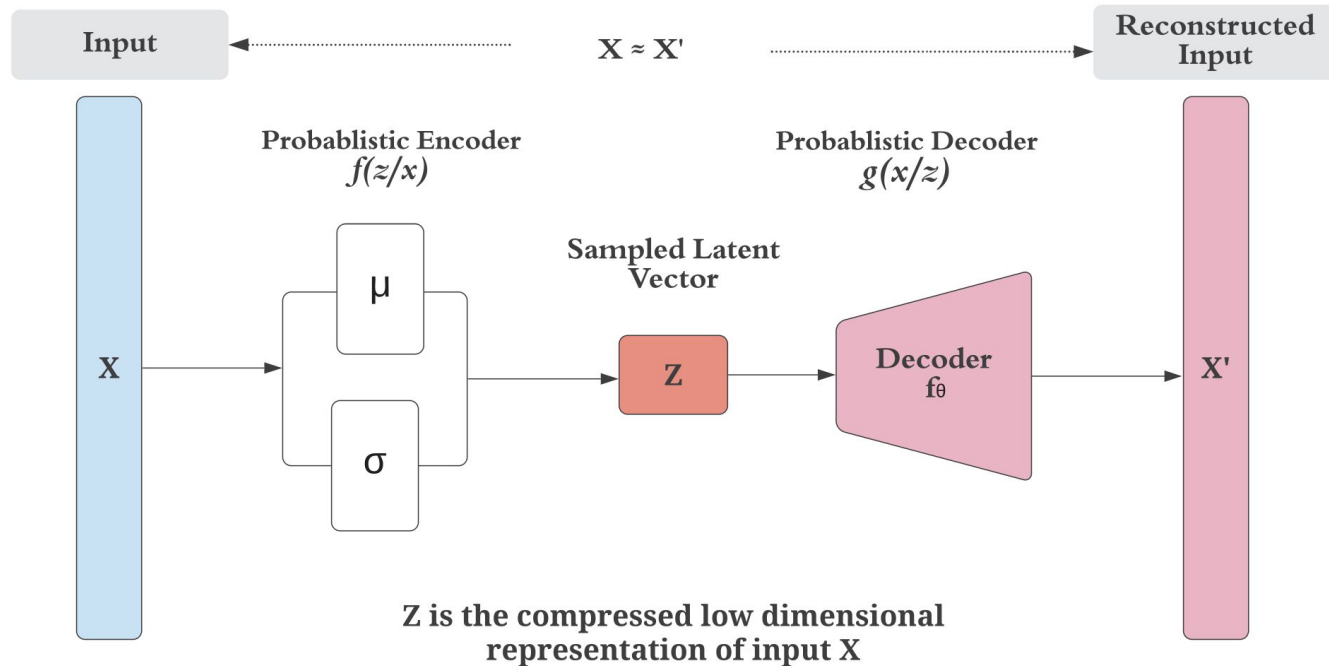 Input
X ≈ X'
Reconstructed
Input
Probablistic Encoder
f(z/x)
Probablistic Decoder
g(x/z)
μ
Sampled Latent
Vector
X
Z
Decoder
fθ
X'
σ
Z is the compressed low dimensional
representation of input X